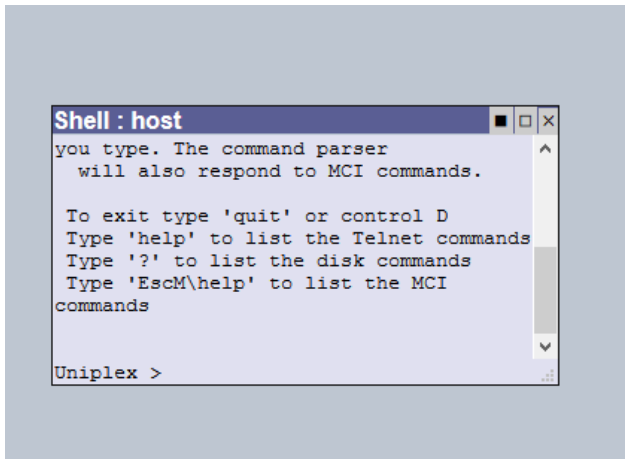 Shell : host
you type. The command parser
will also respond to MCI commands.
To exit type 'quit' or control D
Type 'help' to list the Telnet commands
Type '?' to list the disk commands
Type 'EscM\help' to list the MCI
commands
Uniplex >